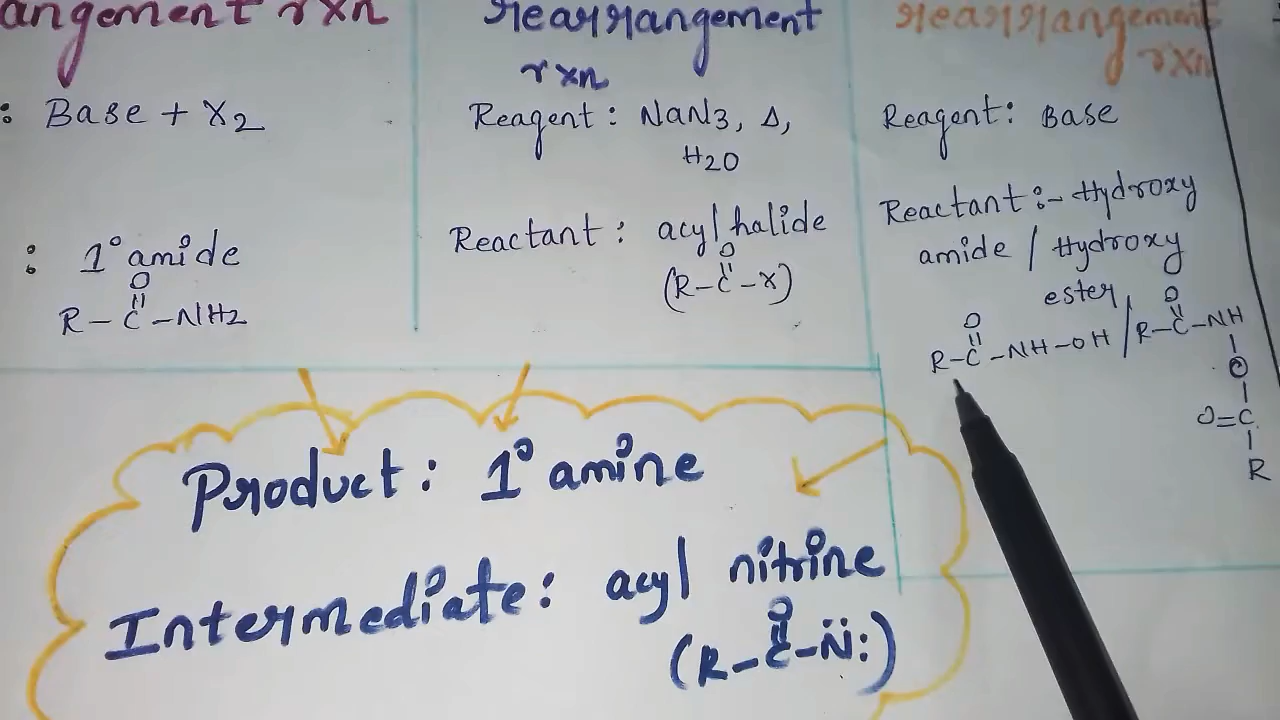 angement rxn
: Base + X2
: 1° amide
O
R - C - NH2
Rearrangement
rxn
Reagent : NaN3, Δ,
H2O
Reactant : acyl halide
O
(R-C-X)
Rearrangement
rxn
Reagent: Base
Reactant :- Hydroxy
amide / Hydroxy
ester
O
R-C-NH-OH /
O
R-C-NH
O
O=C
R
Product : 1° amine
Intermediate : acyl nitrine
O
(R-C-N:)